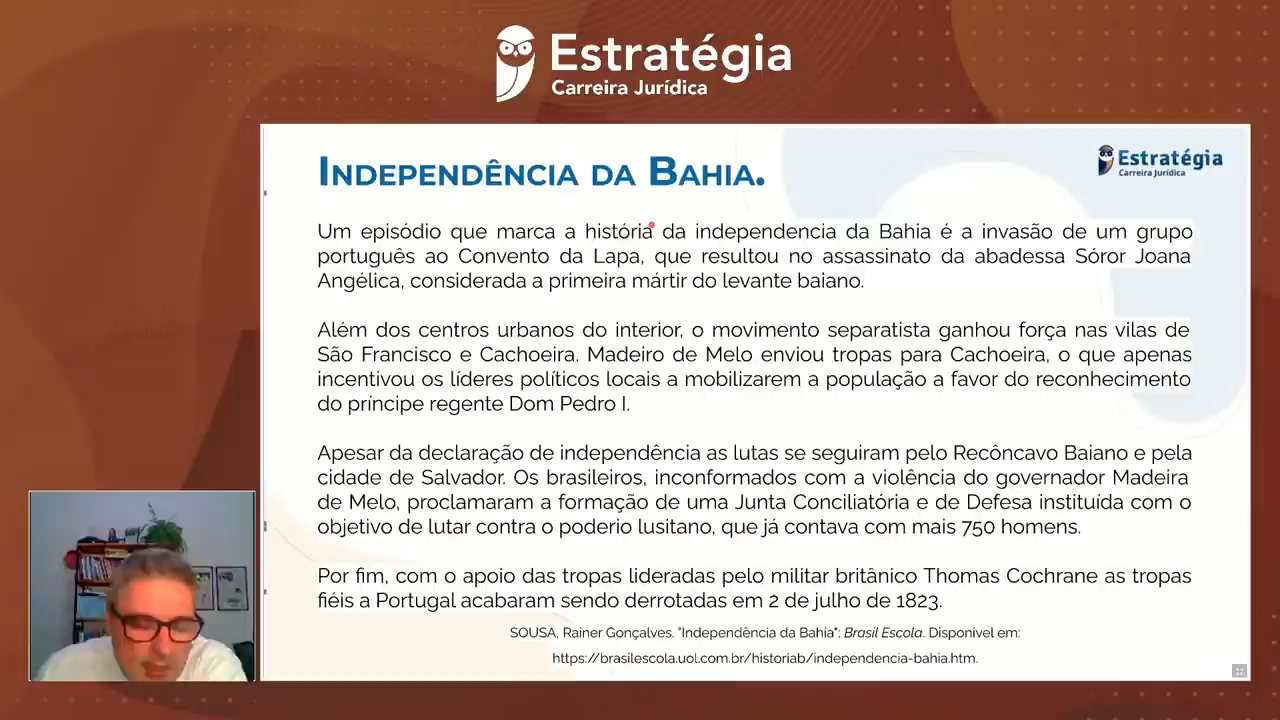 Estratégia
Carreira Jurídica
Independência da Bahia.
Estratégia
Carreira Jurídica
Um episódio que marca a história da independencia da Bahia é a invasão de um grupo
português ao Convento da Lapa, que resultou no assassinato da abadessa Sóror Joana
Angélica, considerada a primeira mártir do levante baiano.
Além dos centros urbanos do interior, o movimento separatista ganhou força nas vilas de
São Francisco e Cachoeira. Madeiro de Melo enviou tropas para Cachoeira, o que apenas
incentivou os líderes políticos locais a mobilizarem a população a favor do reconhecimento
do príncipe regente Dom Pedro I.
Apesar da declaração de independência as lutas se seguiram pelo Recôncavo Baiano e pela
cidade de Salvador. Os brasileiros, inconformados com a violência do governador Madeira
de Melo, proclamaram a formação de uma Junta Conciliatória e de Defesa instituída com o
objetivo de lutar contra o poderio lusitano, que já contava com mais 750 homens.
Por fim, com o apoio das tropas lideradas pelo militar britânico Thomas Cochrane as tropas
fiéis a Portugal acabaram sendo derrotadas em 2 de julho de 1823.
SOUSA, Rainer Gonçalves. "Independência da Bahia"; Brasil Escola. Disponivel em:
https://brasilescola.uol.com.br/historiab/independencia-bahia.htm.